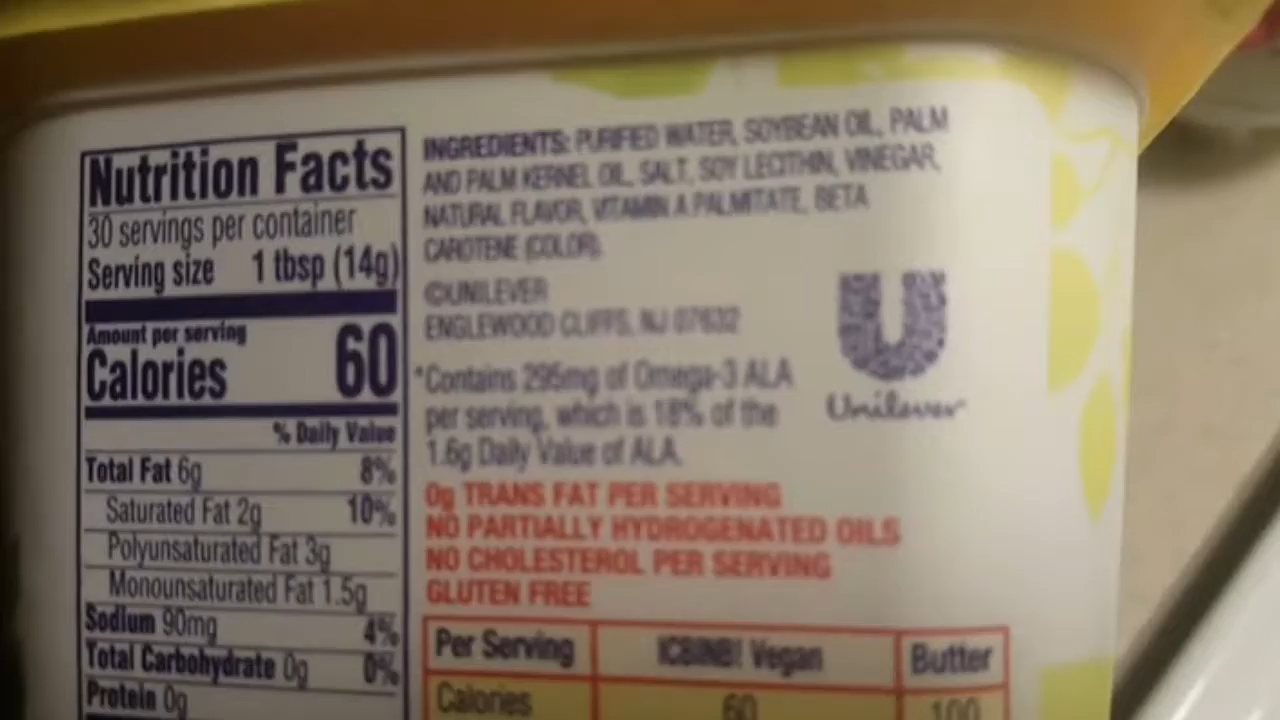 Nutrition Facts
30 servings per container
Serving size 1 tbsp (14g)
Amount per serving
Calories 60
% Daily Value
Total Fat 6g 8%
Saturated Fat 2g 10%
Polyunsaturated Fat 3g
Monounsaturated Fat 1.5g
Sodium 90mg 4%
Total Carbohydrate 0g 0%
Protein 0g
INGREDIENTS: PURIFIED WATER, SOYBEAN OIL, PALM
AND PALM KERNEL OIL, SALT, SOY LECITHIN, VINEGAR,
NATURAL FLAVOR, VITAMIN A PALMITATE, BETA
CAROTENE (COLOR).
©UNILEVER
ENGLEWOOD CLIFFS, NJ 07632
*Contains 295mg of Omega-3 ALA
per serving, which is 18% of the
1.6g Daily Value of ALA.
Unilever
0g TRANS FAT PER SERVING
NO PARTIALLY HYDROGENATED OILS
NO CHOLESTEROL PER SERVING
GLUTEN FREE
Per Serving ICBINB! Vegan Butter
Calories 60 100